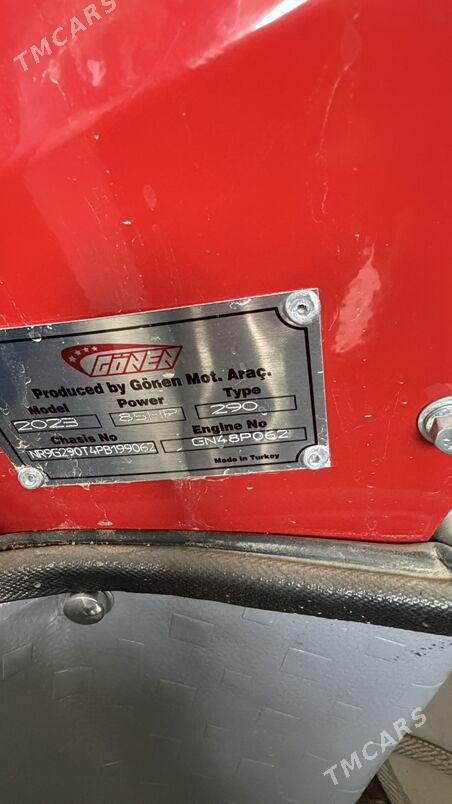 TMCARS
GÖNEN
Produced by Gönen Mot. Araç.
Model Power Type
2023 85HP 290
Chasis No Engine No
NR9G290T4PB199062 GN48P062
Made in Turkey
TMCARS